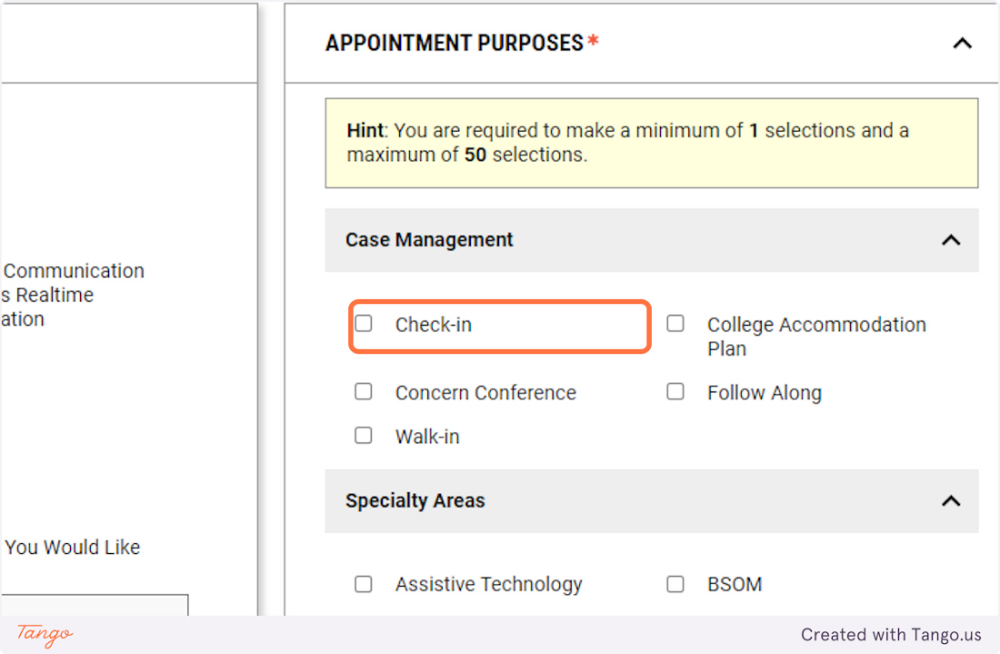 APPOINTMENT PURPOSES*
Hint: You are required to make a minimum of 1 selections and a
maximum of 50 selections.
Case Management
Communication
s Realtime
ation
Check-in
College Accommodation
Plan
Concern Conference
Follow Along
Walk-in
Specialty Areas
You Would Like
Assistive Technology
BSOM
Tango
Created with Tango.us